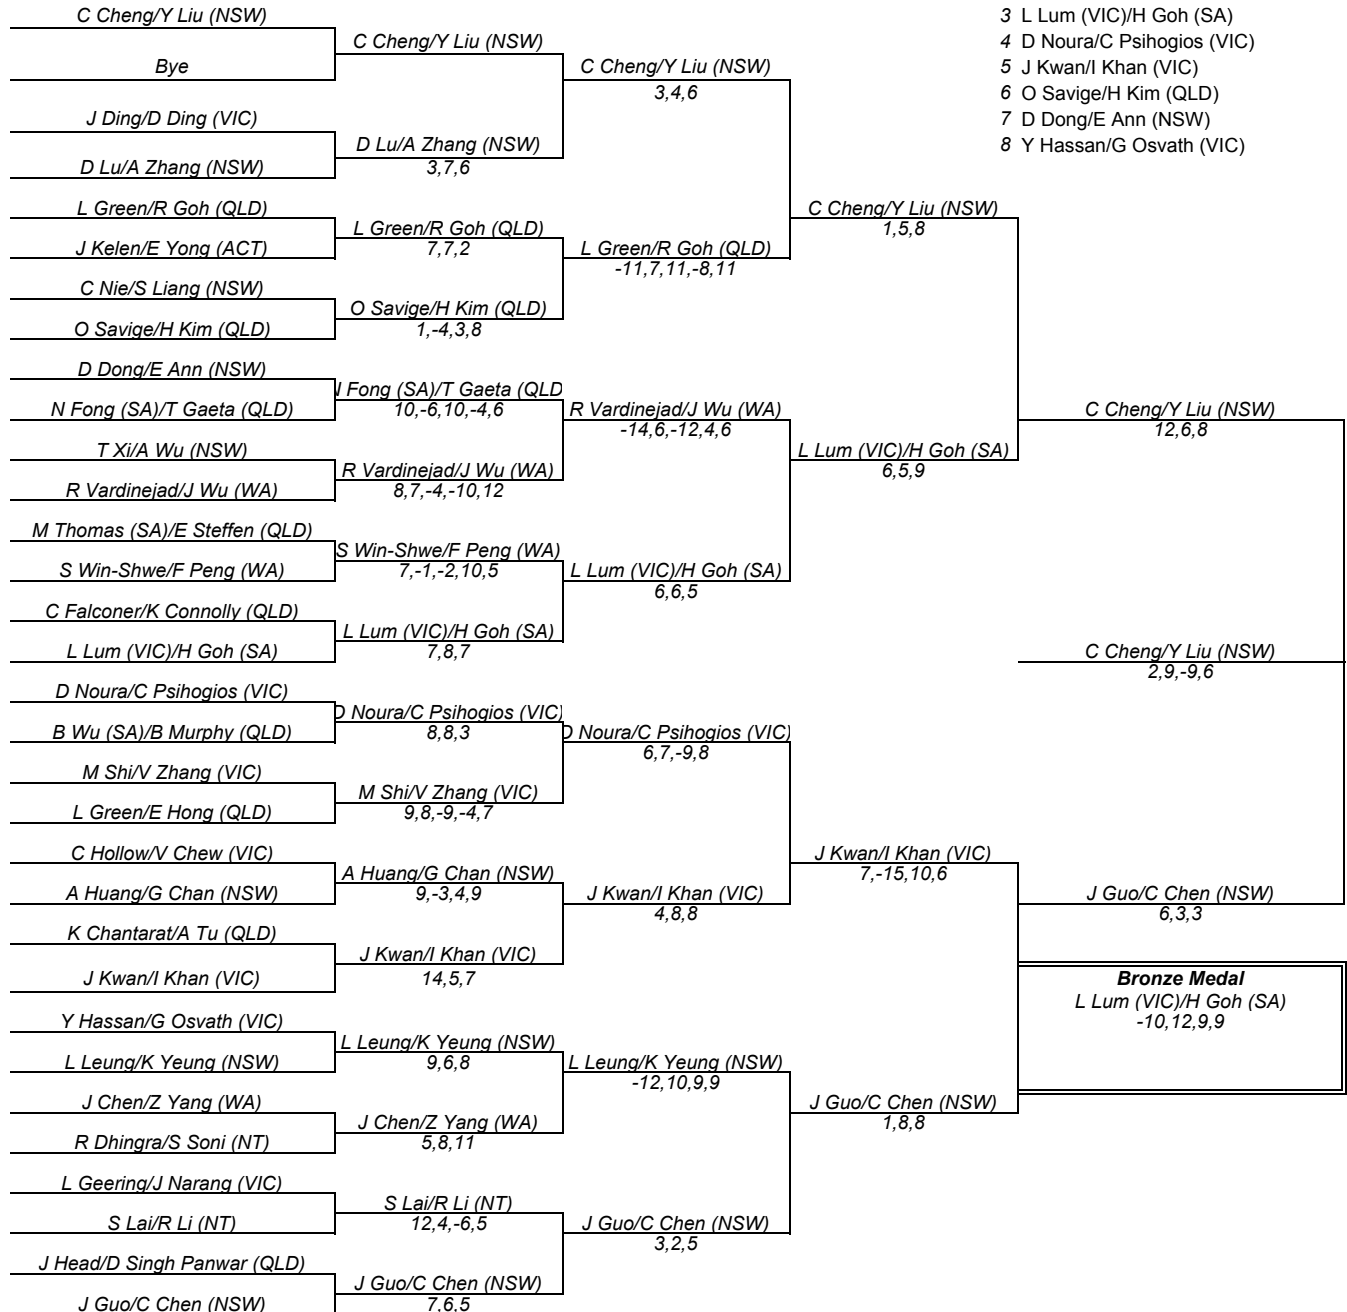 C Cheng/Y Liu (NSW)
Bye
J Ding/D Ding (VIC)
D Lu/A Zhang (NSW)
L Green/R Goh (QLD)
J Kelen/E Yong (ACT)
C Nie/S Liang (NSW)
O Savige/H Kim (QLD)
D Dong/E Ann (NSW)
N Fong (SA)/T Gaeta (QLD)
T Xi/A Wu (NSW)
R Vardinejad/J Wu (WA)
M Thomas (SA)/E Steffen (QLD)
S Win-Shwe/F Peng (WA)
C Falconer/K Connolly (QLD)
L Lum (VIC)/H Goh (SA)
D Noura/C Psihogios (VIC)
B Wu (SA)/B Murphy (QLD)
M Shi/V Zhang (VIC)
L Green/E Hong (QLD)
C Hollow/V Chew (VIC)
A Huang/G Chan (NSW)
K Chantarat/A Tu (QLD)
J Kwan/I Khan (VIC)
Y Hassan/G Osvath (VIC)
L Leung/K Yeung (NSW)
J Chen/Z Yang (WA)
R Dhingra/S Soni (NT)
L Geering/J Narang (VIC)
S Lai/R Li (NT)
J Head/D Singh Panwar (QLD)
J Guo/C Chen (NSW)
C Cheng/Y Liu (NSW)
D Lu/A Zhang (NSW)
3,7,6
L Green/R Goh (QLD)
7,7,2
O Savige/H Kim (QLD)
1,-4,3,8
Fong (SA)/T Gaeta (QLD
10,-6,10,-4,6
R Vardinejad/J Wu (WA)
8,7,-4,-10,12
S Win-Shwe/F Peng (WA)
7,-1,-2,10,5
L Lum (VIC)/H Goh (SA)
7,8,7
D Noura/C Psihogios (VIC)
8,8,3
M Shi/V Zhang (VIC)
9,8,-9,-4,7
A Huang/G Chan (NSW)
9,-3,4,9
J Kwan/I Khan (VIC)
14,5,7
L Leung/K Yeung (NSW)
9,6,8
J Chen/Z Yang (WA)
5,8,11
S Lai/R Li (NT)
12,4,-6,5
J Guo/C Chen (NSW)
7,6,5
C Cheng/Y Liu (NSW)
3,4,6
L Green/R Goh (QLD)
-11,7,11,-8,11
R Vardinejad/J Wu (WA)
-14,6,-12,4,6
L Lum (VIC)/H Goh (SA)
6,6,5
D Noura/C Psihogios (VIC)
6,7,-9,8
J Kwan/I Khan (VIC)
4,8,8
L Leung/K Yeung (NSW)
-12,10,9,9
J Guo/C Chen (NSW)
3,2,5
C Cheng/Y Liu (NSW)
1,5,8
L Lum (VIC)/H Goh (SA)
6,5,9
J Kwan/I Khan (VIC)
7,-15,10,6
J Guo/C Chen (NSW)
1,8,8
3 L Lum (VIC)/H Goh (SA)
4 D Noura/C Psihogios (VIC)
5 J Kwan/I Khan (VIC)
6 O Savige/H Kim (QLD)
7 D Dong/E Ann (NSW)
8 Y Hassan/G Osvath (VIC)
C Cheng/Y Liu (NSW)
12,6,8
C Cheng/Y Liu (NSW)
2,9,-9,6
J Guo/C Chen (NSW)
6,3,3
Bronze Medal
L Lum (VIC)/H Goh (SA)
-10,12,9,9